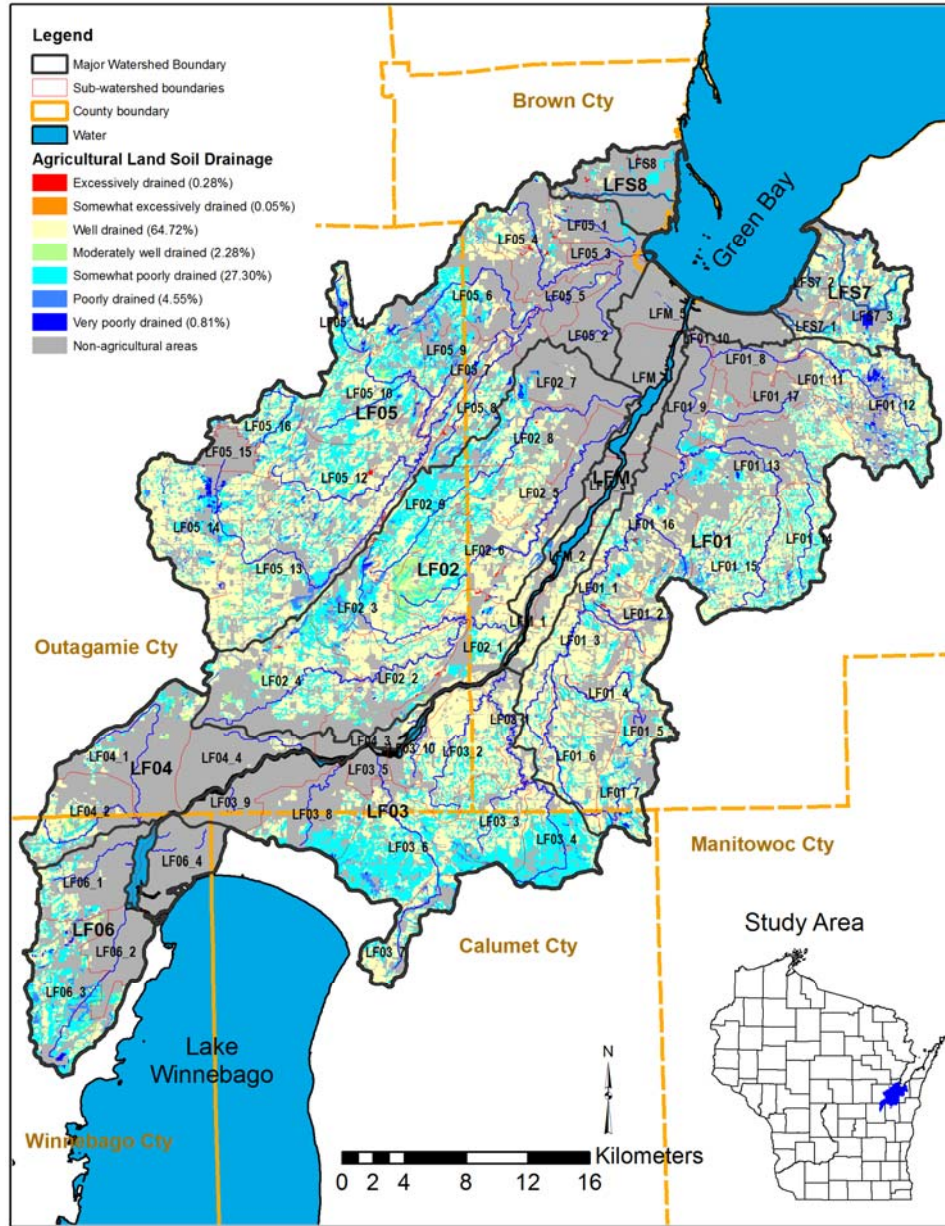 Legend
Major Watershed Boundary
Sub-watershed boundaries
County boundary
Water
Agricultural Land Soil Drainage
Excessively drained (0.28%)
Somewhat excessively drained (0.05%)
Well drained (64.72%)
Moderately well drained (2.28%)
Somewhat poorly drained (27.30%)
Poorly drained (4.55%)
Very poorly drained (0.81%)
Non-agricultural areas
Brown Cty
LFS8
LFS8
Green Bay
LF05_1
LF05_4
LF05_3
LFS7_2
LFS7
LF05_6
LF05_5
LFM_5
LFS7_3
LFS7_1
LF05_11
LF05_2
LF01_10
LF05_9
LF01_8
LF05_7
LF01_11
LF02_7
LFM
LF01_17
LF05_8
LF01_9
LF01_12
LF05
LF05_16
LF02_8
LF05_15
LF01_13
LF05_12
LFM
LF02_5
LF02_9
LF05_14
LF01_16
LF01
LF01_14
LF02_6
LFM_2
LF01_15
LF05_13
LF02
LF01_1
LF02_3
LF01_2
LF01_3
Outagamie Cty
LF02_1
LF02_4
LF02_2
LF01_4
LF01_5
LF04_3
LF03_10
LF03_2
LF04_1
LF04
LF04_4
LF01_6
LF03_5
LF01_7
LF03_9
LF04_2
LF03_8
LF03
LF03_3
LF03_4
LF03_6
Manitowoc Cty
LF06_4
LF06_1
LF06
LF06_2
LF03_7
Calumet Cty
Study Area
LF06_3
Lake
Winnebago
N
Winnebago Cty
Kilometers
0 2 4 8 12 16